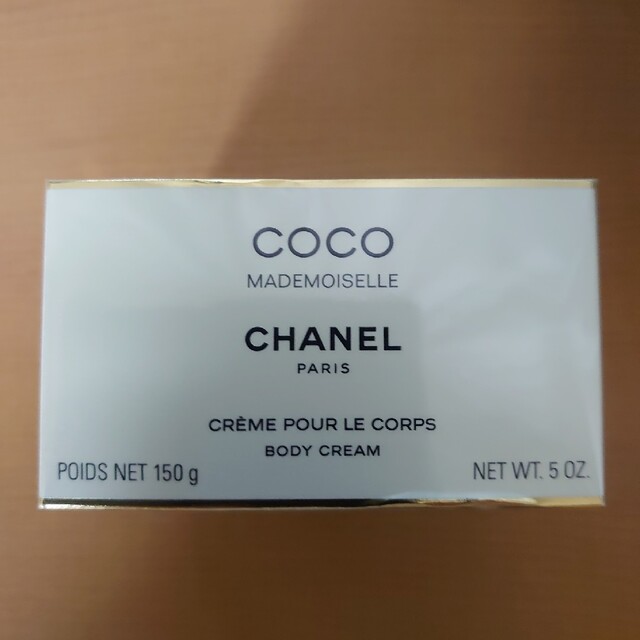 COCO
MADEMOISELLE
CHANEL
PARIS
CRÈME POUR LE CORPS
BODY CREAM
POIDS NET 150 g NET WT. 5 OZ.